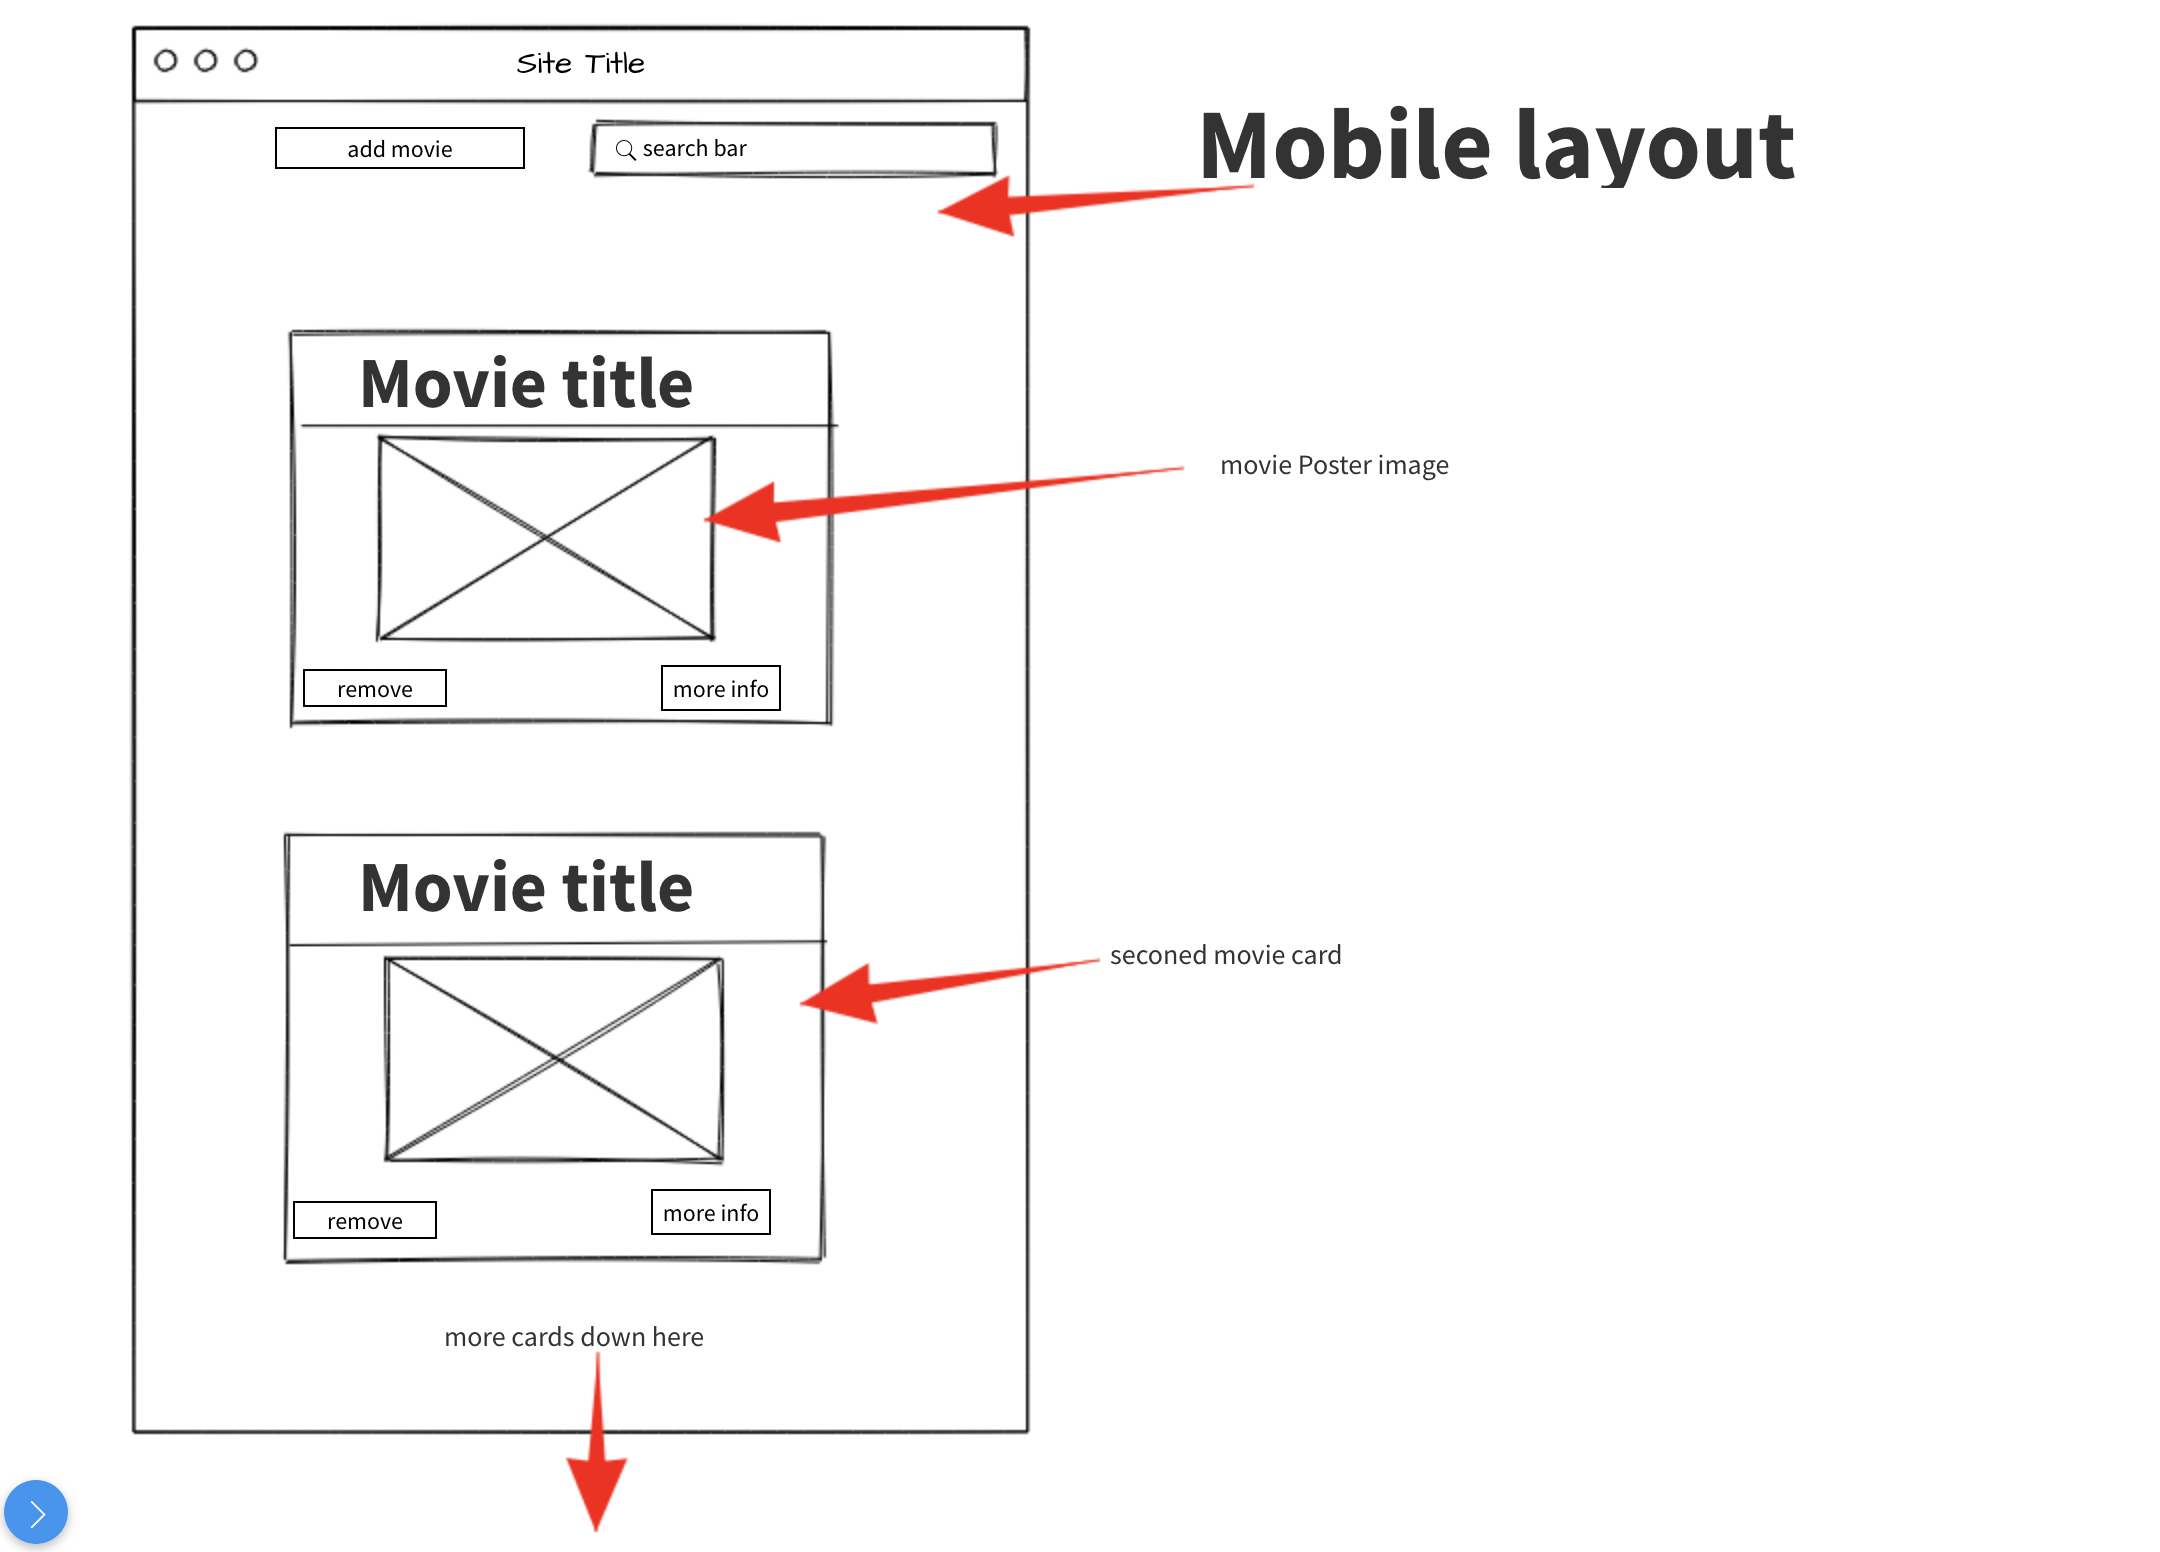 Site Title
add movie
search bar
Mobile layout
Movie title
movie Poster image
remove
more info
Movie title
seconed movie card
remove
more info
more cards down here